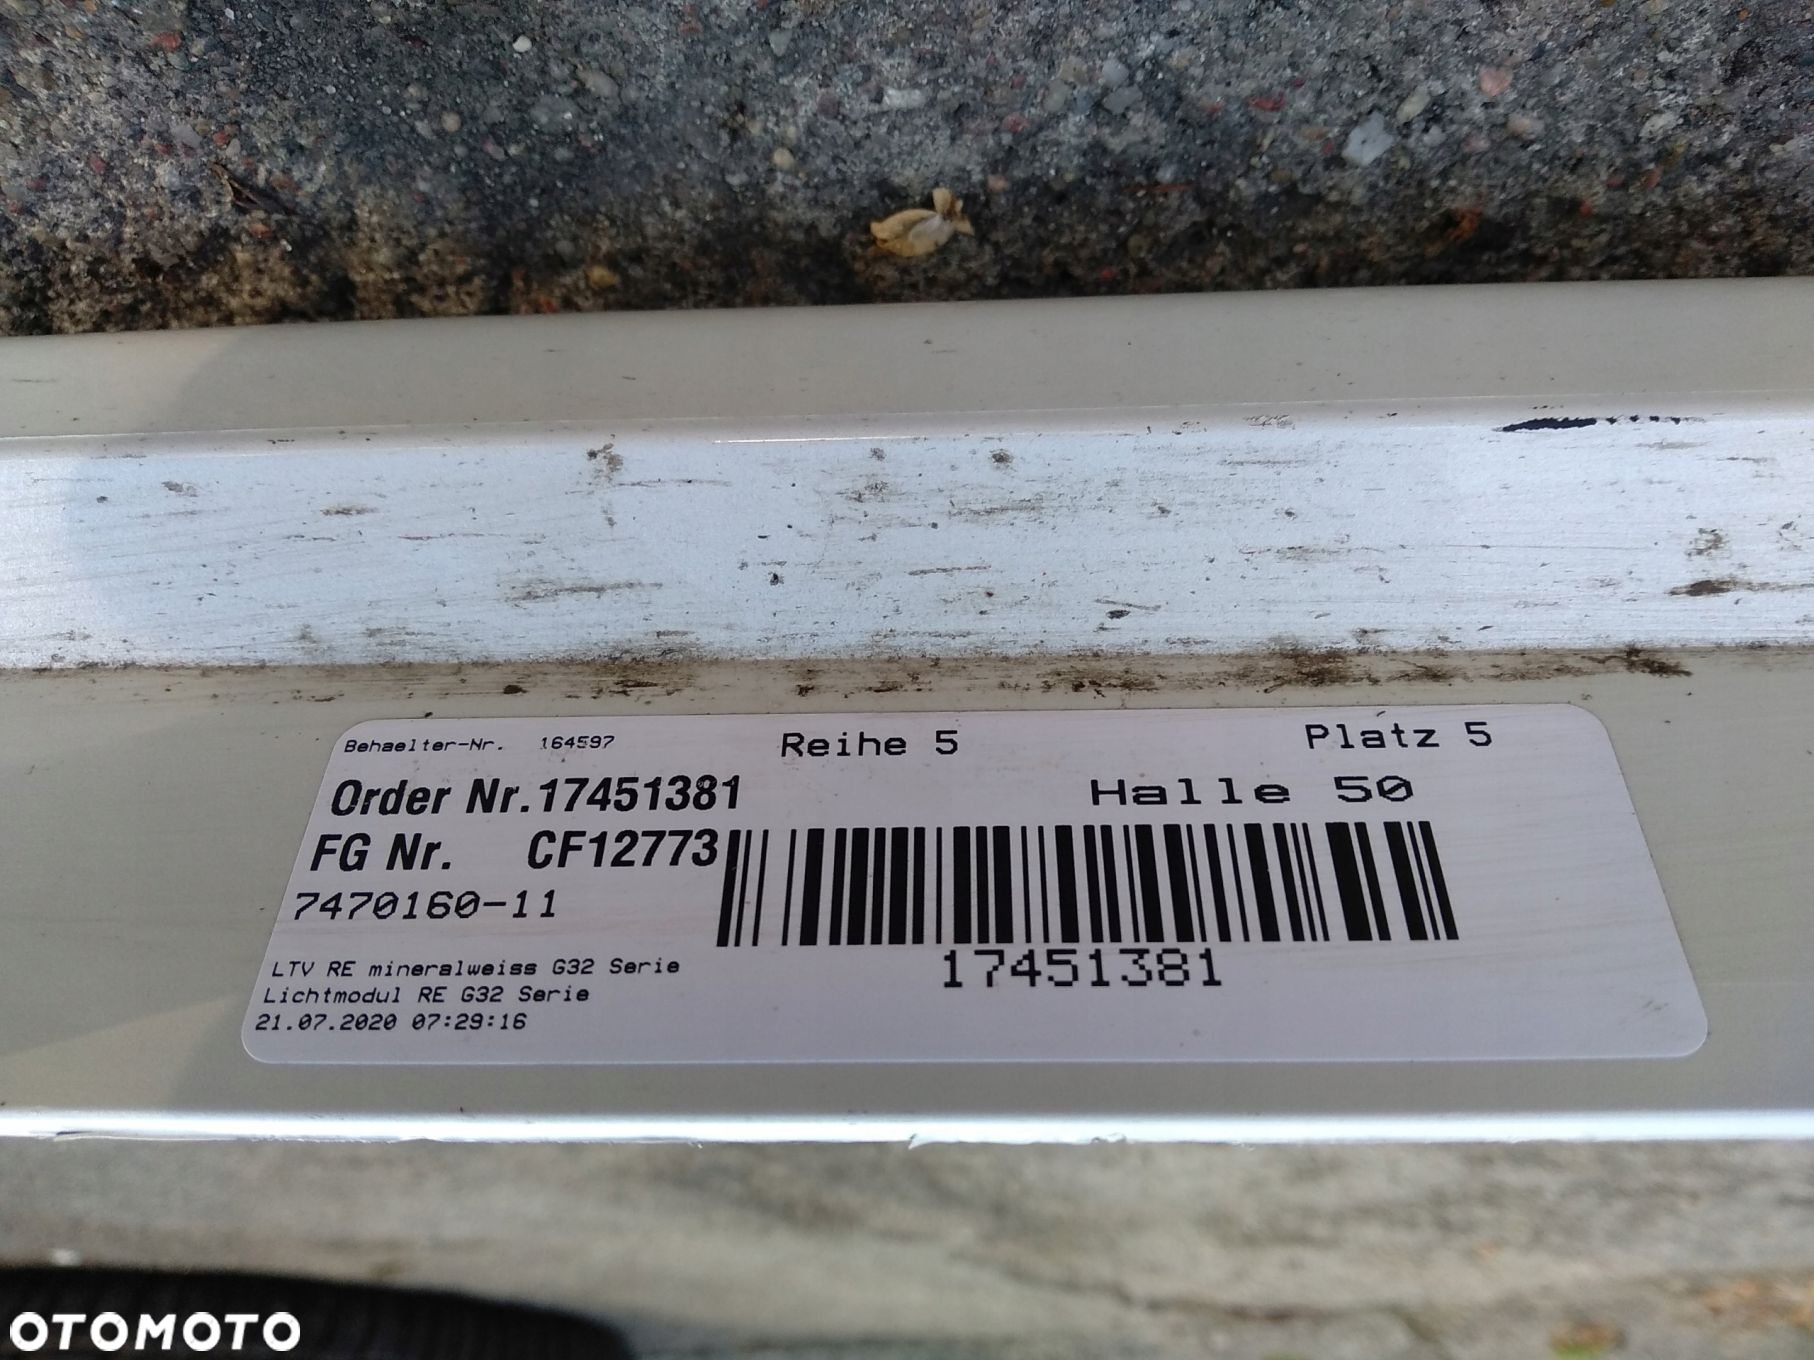 Behaelter-Nr. 164597 Reihe 5 Platz 5
Order Nr.17451381 Halle 50
FG Nr. CF12773
7470160-11
17451381
LTV RE mineralweiss G32 Serie
Lichtmodul RE G32 Serie
21.07.2020 07:29:16
OTOMOTO